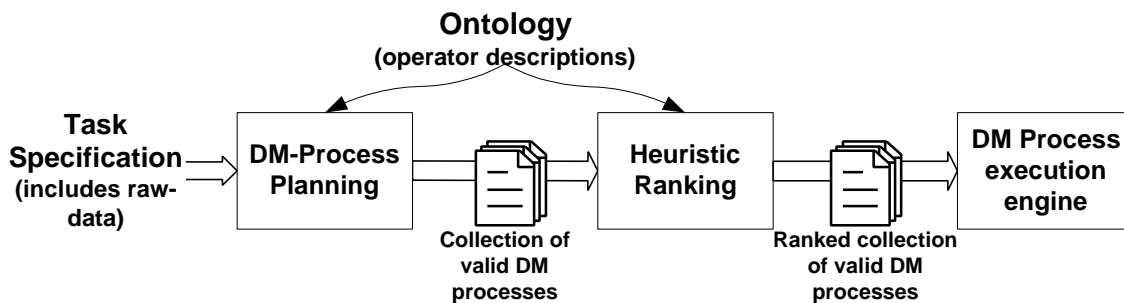 Ontology
(operator descriptions)
Task
Specification
(includes raw-
data)
DM-Process
Planning
Collection of
valid DM
processes
Heuristic
Ranking
Ranked collection
of valid DM
processes
DM Process
execution
engine